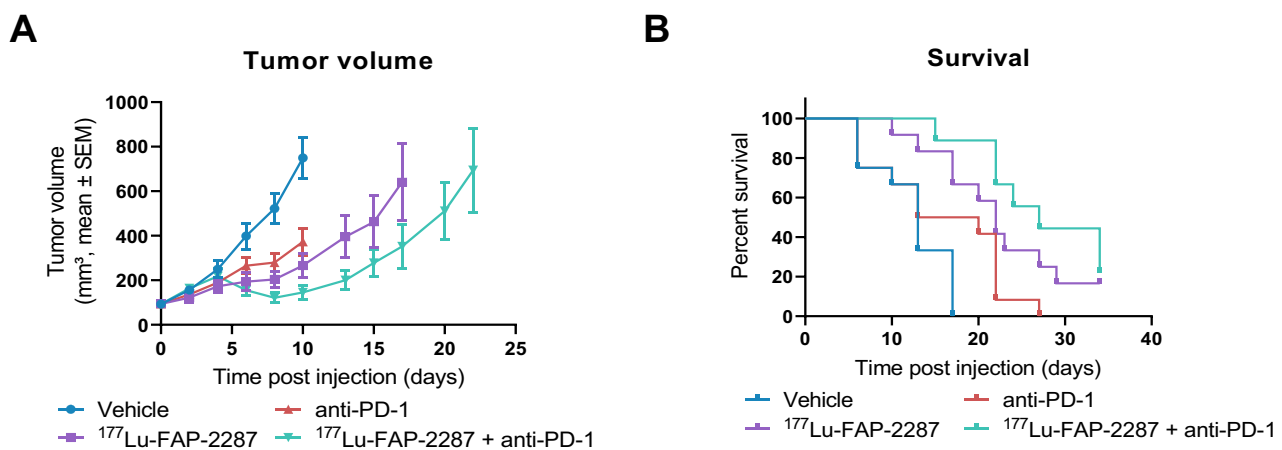 A
Tumor volume
Tumor volume
(mm³, mean ± SEM)
1000
800
600
400
200
0
0 5 10 15 20 25
Time post injection (days)
Vehicle
anti-PD-1
¹⁷⁷Lu-FAP-2287
¹⁷⁷Lu-FAP-2287 + anti-PD-1
B
Survival
Percent survival
100
80
60
40
20
0
0 10 20 30 40
Time post injection (days)
Vehicle
anti-PD-1
¹⁷⁷Lu-FAP-2287
¹⁷⁷Lu-FAP-2287 + anti-PD-1